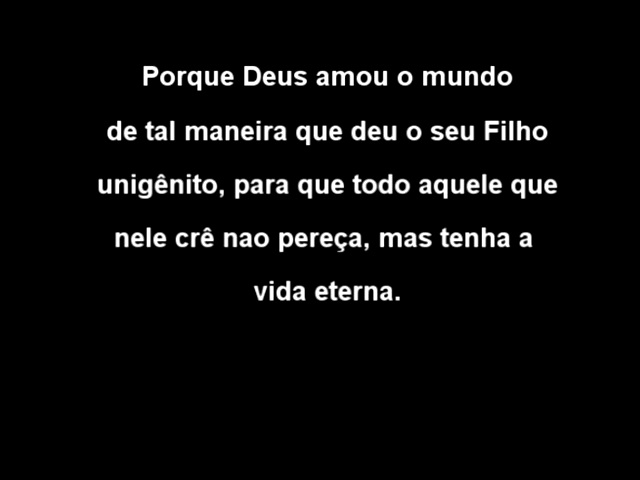 Porque Deus amou o mundo
de tal maneira que deu o seu Filho
unigênito, para que todo aquele que
nele crê nao pereça, mas tenha a
vida eterna.